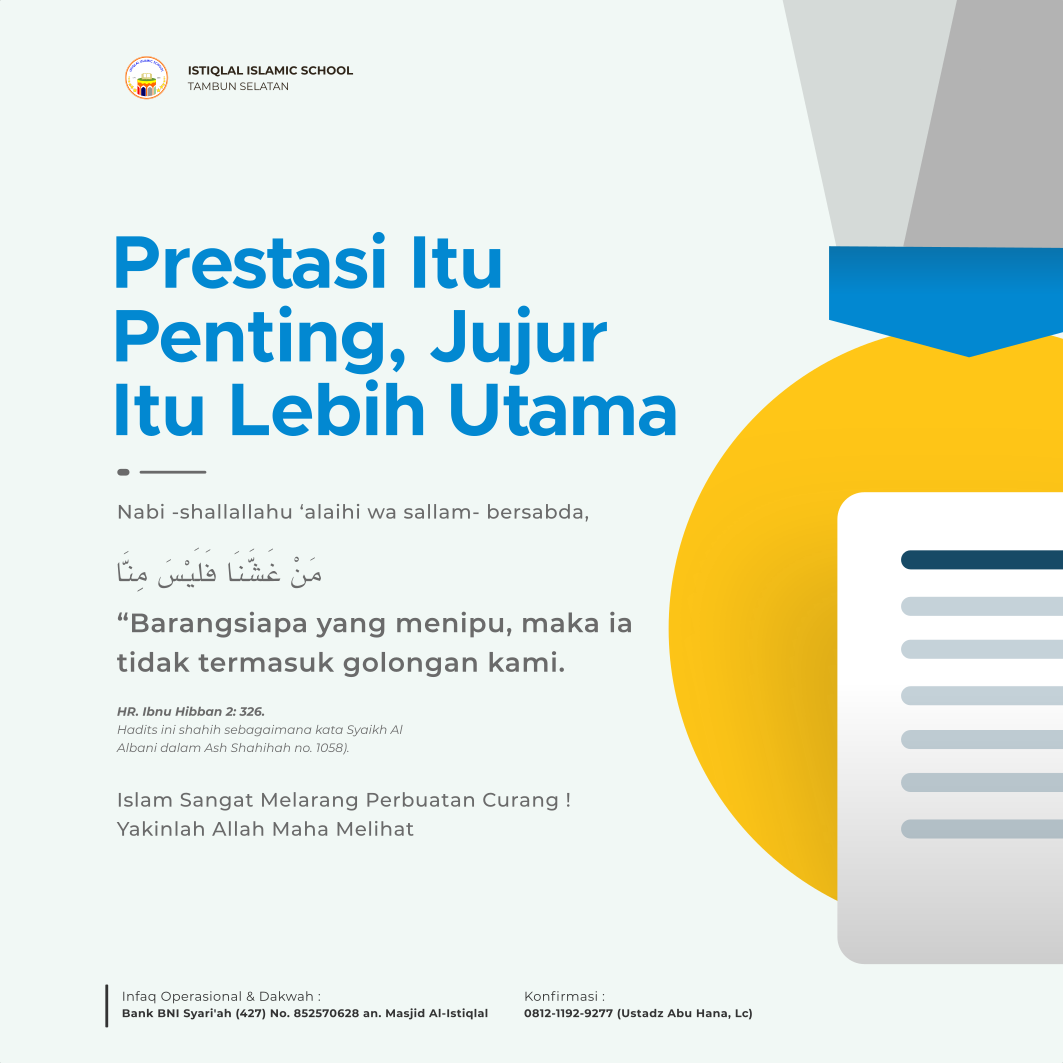 ISTIQLAL ISLAMIC SCHOOL
TAMBUN SELATAN
Prestasi Itu
Penting, Jujur
Itu Lebih Utama
Nabi -shallallahu ‘alaihi wa sallam- bersabda,
مَنْ غَشَّنَا فَلَيْسَ مِنَّا
“Barangsiapa yang menipu, maka ia
tidak termasuk golongan kami.
HR. Ibnu Hibban 2: 326.
Hadits ini shahih sebagaimana kata Syaikh Al
Albani dalam Ash Shahihah no. 1058).
Islam Sangat Melarang Perbuatan Curang !
Yakinlah Allah Maha Melihat
Infaq Operasional & Dakwah :
Bank BNI Syari'ah (427) No. 852570628 an. Masjid Al-Istiqlal
Konfirmasi :
0812-1192-9277 (Ustadz Abu Hana, Lc)